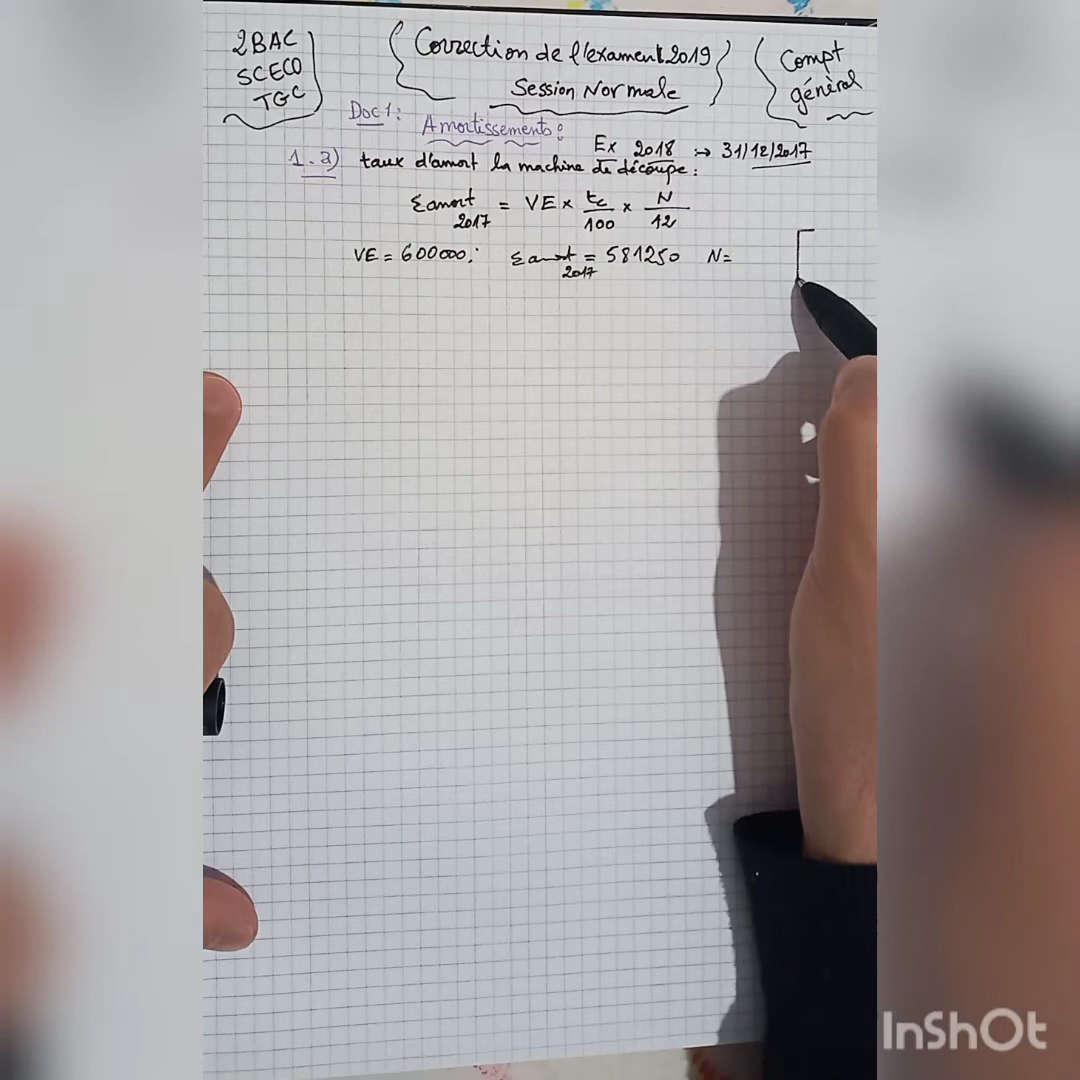 2BAC
SCECO
TGC
Correction de l'examen 2019
Session Normale
Compt
général
Doc 1:
Amortissements:
Ex 2018 → 31/12/2017
1.a) taux d'amort la machine de découpe:
Σamort 2017 = VE × tc/100 × N/12
VE = 600000; Σamort 2017 = 581250 N=
InShOt